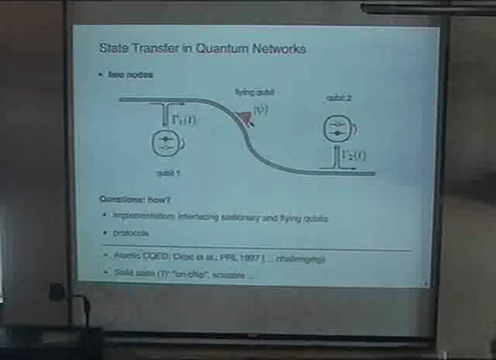 State Transfer in Quantum Networks
• two nodes
flying qubit
|ψ⟩
qubit 2
Γ₁(t)
Γ₂(t)
qubit 1
Questions: how?
• implementation: interfacing stationary and flying qubits
• protocols
• Atomic CQED: Cirac et al., PRL 1997 (... challenging)
• Solid state (?): "on-chip", scalable ...